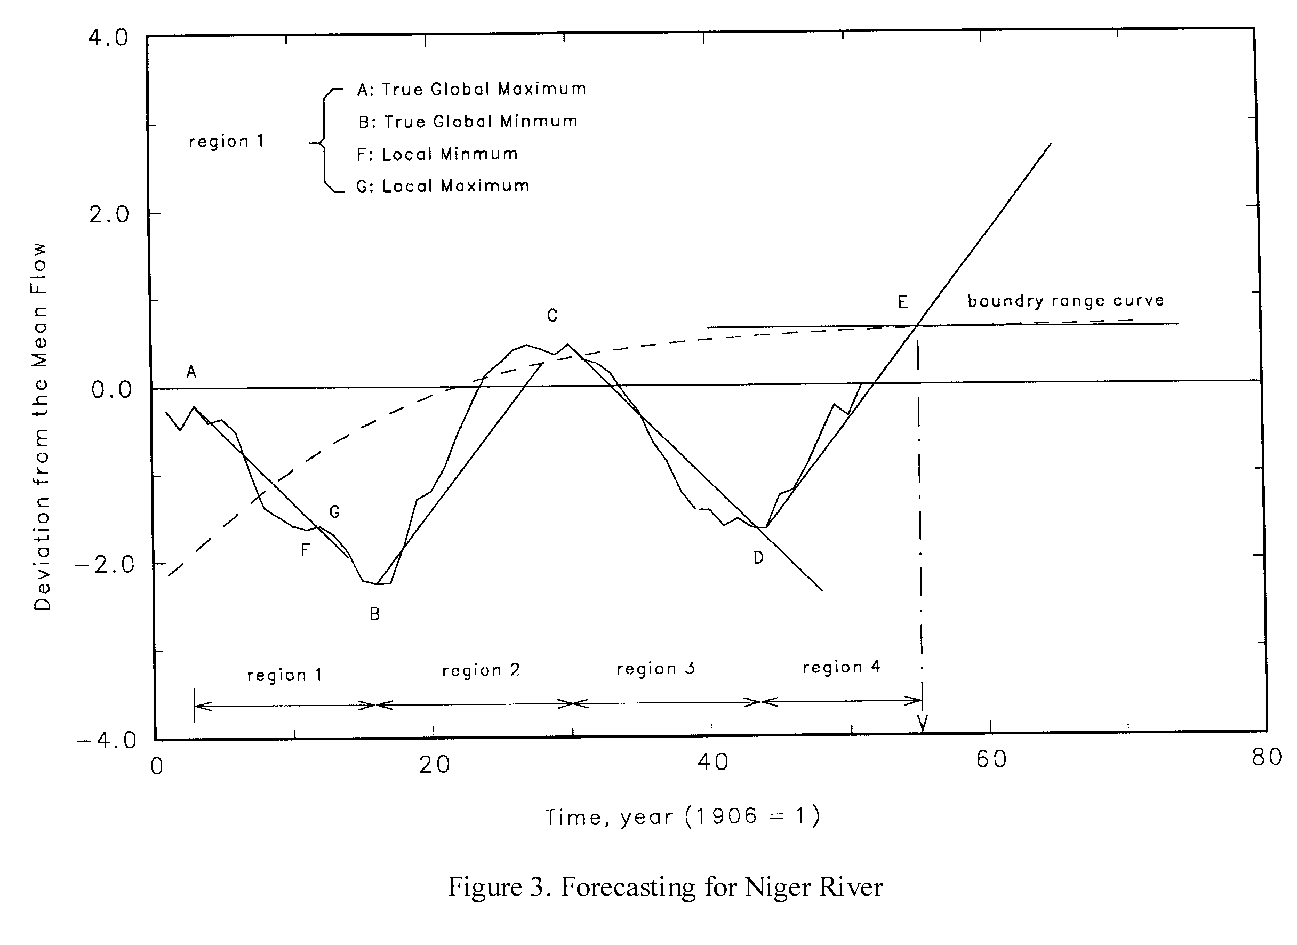 4.0
2.0
0.0
−2.0
−4.0
Deviation from the Mean Flow
region 1
A: True Global Maximum
B: True Global Minmum
F: Local Minmum
G: Local Maximum
A
B
C
D
E
F
G
boundry range curve
region 1
region 2
region 3
region 4
0
20
40
60
80
Time, year (1906 = 1)
Figure 3. Forecasting for Niger River